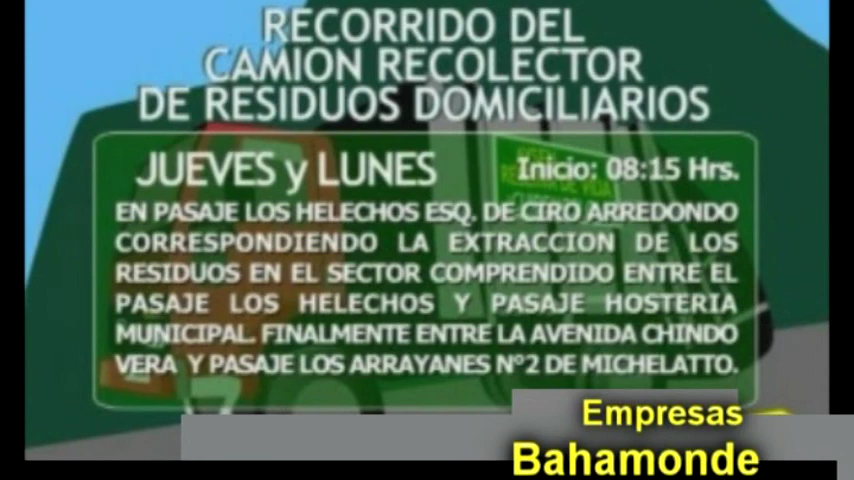 RECORRIDO DEL
CAMION RECOLECTOR
DE RESIDUOS DOMICILIARIOS
JUEVES y LUNES
Inicio: 08:15 Hrs.
EN PASAJE LOS HELECHOS ESQ. DE CIRO ARREDONDO
CORRESPONDIENDO LA EXTRACCION DE LOS
RESIDUOS EN EL SECTOR COMPRENDIDO ENTRE EL
PASAJE LOS HELECHOS Y PASAJE HOSTERIA
MUNICIPAL. FINALMENTE ENTRE LA AVENIDA CHINDO
VERA Y PASAJE LOS ARRAYANES N°2 DE MICHELATTO.
Empresas
Bahamonde